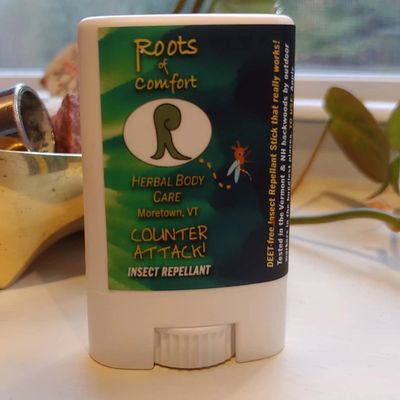 Roots
of
Comfort
HERBAL BODY
CARE
Moretown, VT
COUNTER
ATTACK!
INSECT REPELLANT
DEET-free Insect Repellant Stick that really works!
Tested in the Vermont & NH backwoods by outdoor